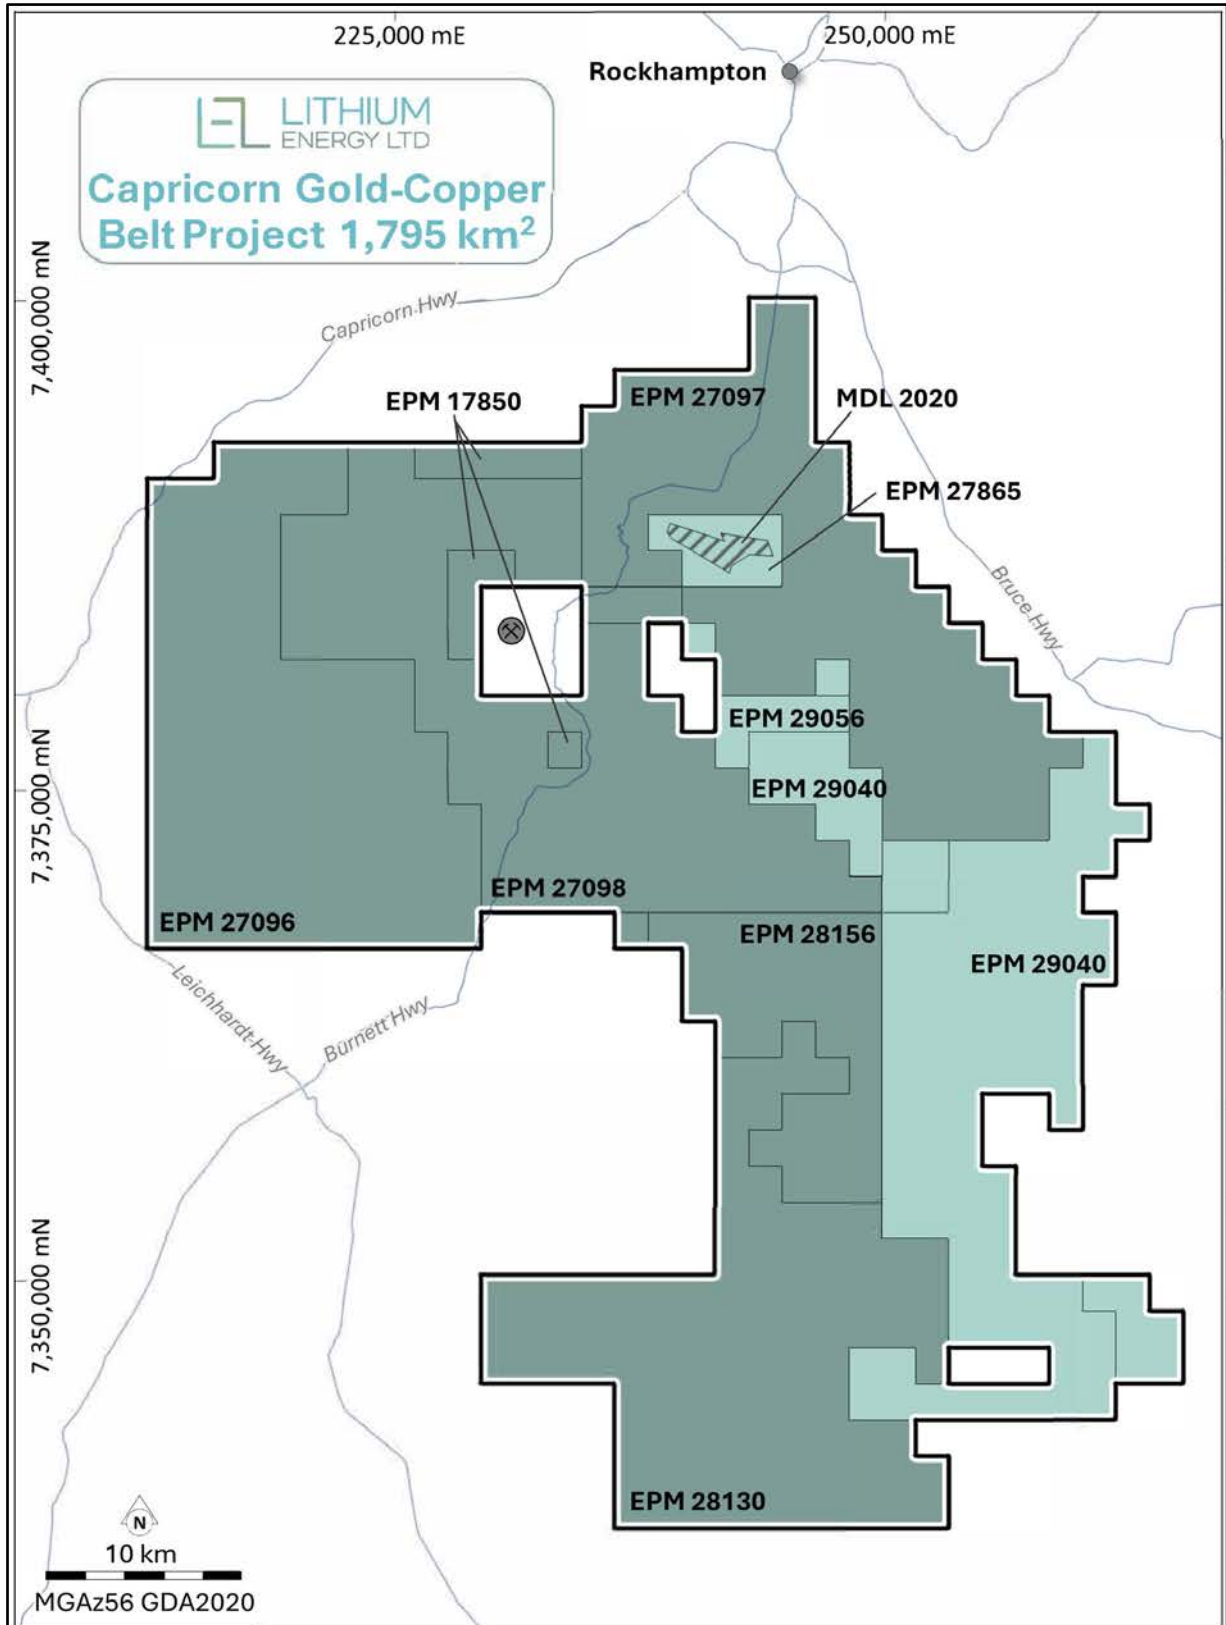 225,000 mE
250,000 mE
Rockhampton
LEL LITHIUM
ENERGY LTD
Capricorn Gold-Copper
Belt Project 1,795 km²
7,400,000 mN
Capricorn Hwy
EPM 17850
EPM 27097
MDL 2020
EPM 27865
Bruce Hwy
7,375,000 mN
EPM 29056
EPM 29040
EPM 27098
EPM 27096
EPM 28156
EPM 29040
Leichhardt Hwy
Burnett Hwy
7,350,000 mN
EPM 28130
N
10 km
MGAz56 GDA2020